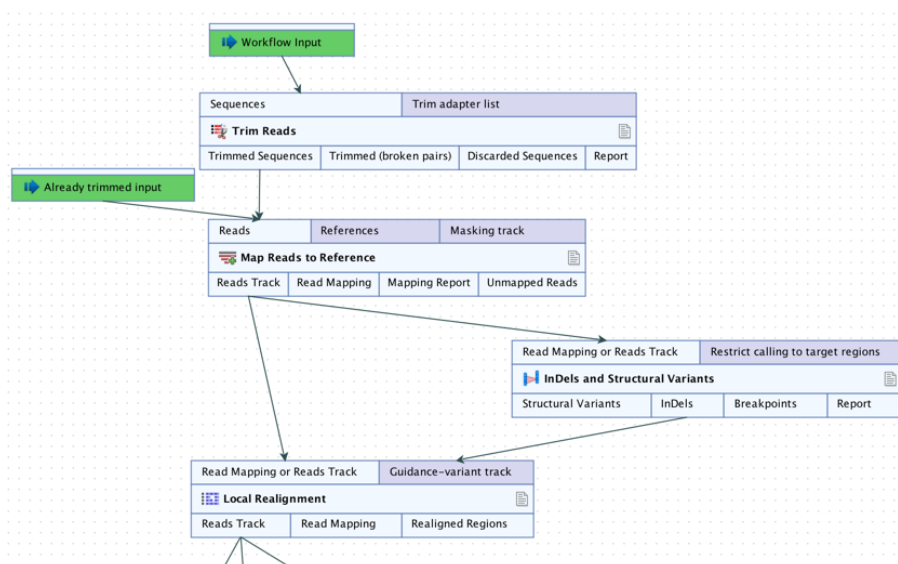 Workflow Input
Sequences Trim adapter list
Trim Reads
Trimmed Sequences Trimmed (broken pairs) Discarded Sequences Report
Already trimmed input
Reads References Masking track
Map Reads to Reference
Reads Track Read Mapping Mapping Report Unmapped Reads
Read Mapping or Reads Track Restrict calling to target regions
InDels and Structural Variants
Structural Variants InDels Breakpoints Report
Read Mapping or Reads Track Guidance-variant track
Local Realignment
Reads Track Read Mapping Realigned Regions